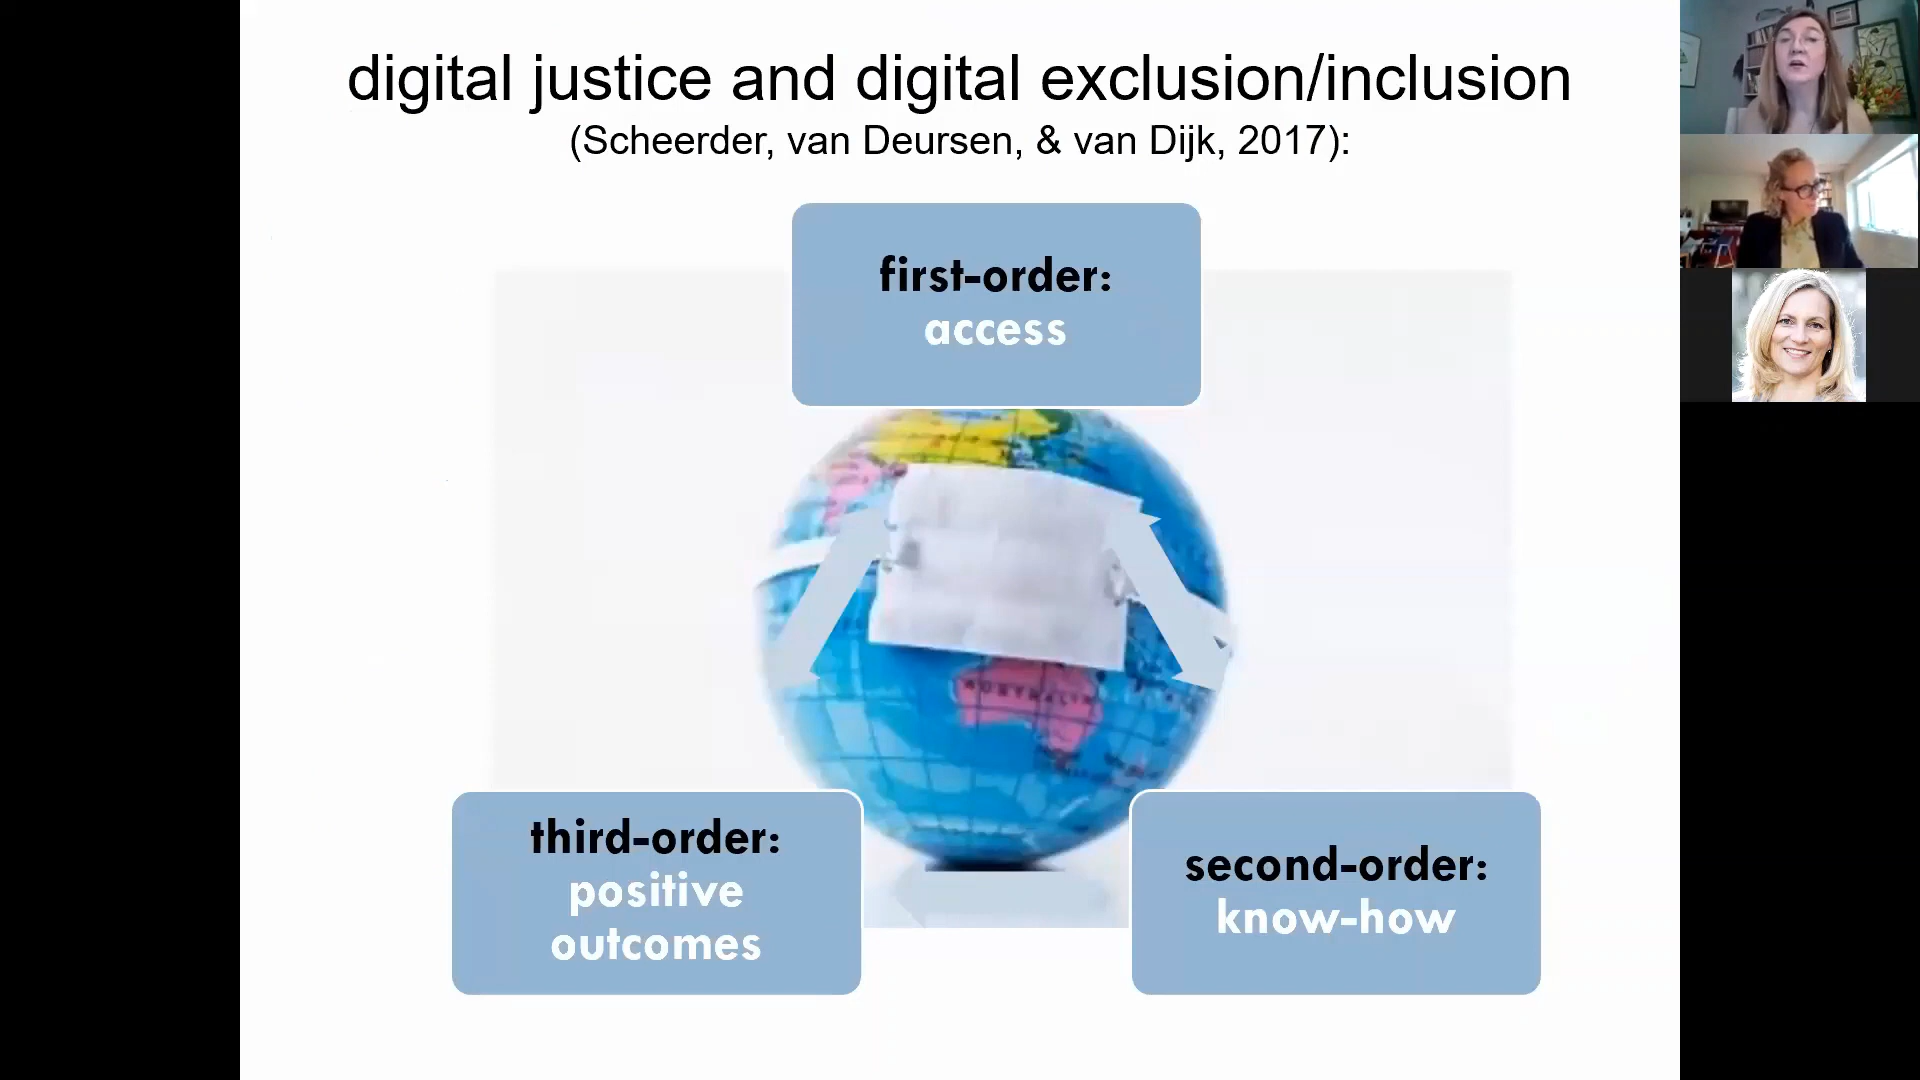 digital justice and digital exclusion/inclusion
(Scheerder, van Deursen, & van Dijk, 2017):
first-order:
access
AUSTRALIA
third-order:
positive
outcomes
second-order:
know-how